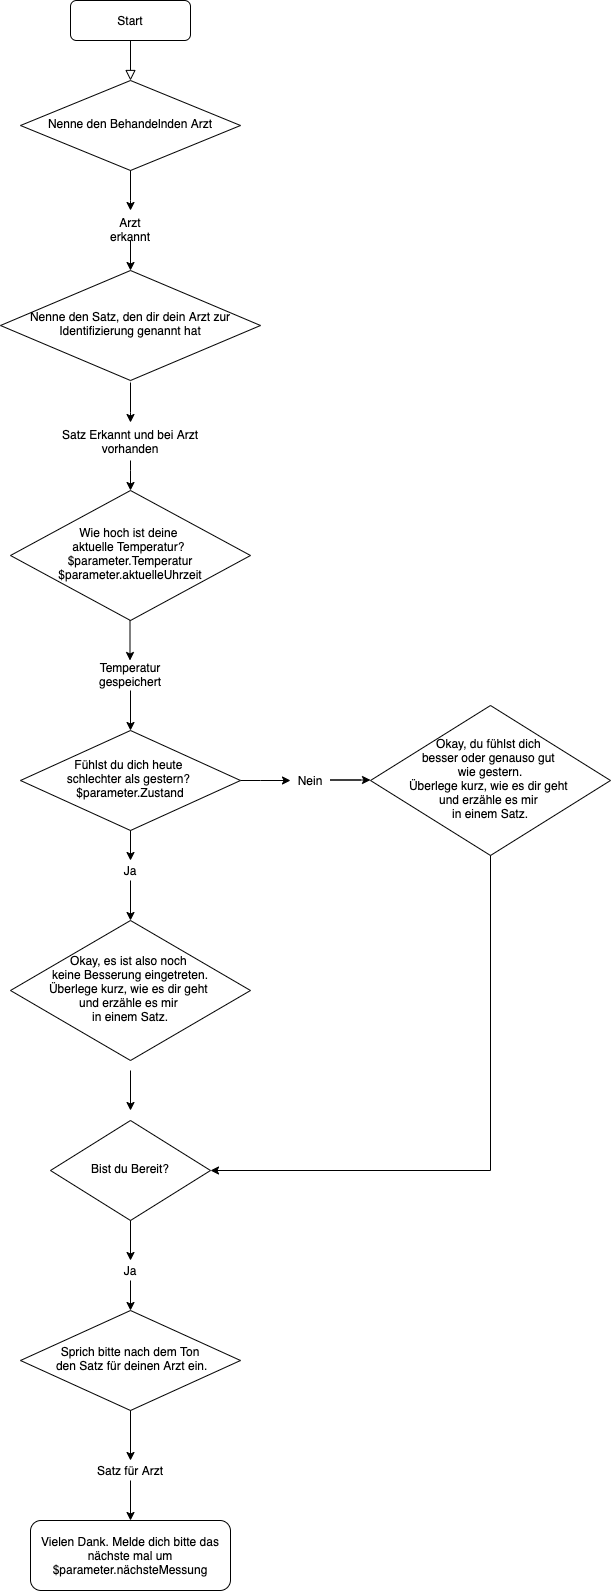 Start
Nenne den Behandelnden Arzt
Arzt
erkannt
Nenne den Satz, den dir dein Arzt zur
Identifizierung genannt hat
Satz Erkannt und bei Arzt
vorhanden
Wie hoch ist deine
aktuelle Temperatur?
$parameter.Temperatur
$parameter.aktuelleUhrzeit
Temperatur
gespeichert
Fühlst du dich heute
schlechter als gestern?
$parameter.Zustand
Nein
Okay, du fühlst dich
besser oder genauso gut
wie gestern.
Überlege kurz, wie es dir geht
und erzähle es mir
in einem Satz.
Ja
Okay, es ist also noch
keine Besserung eingetreten.
Überlege kurz, wie es dir geht
und erzähle es mir
in einem Satz.
Bist du Bereit?
Ja
Sprich bitte nach dem Ton
den Satz für deinen Arzt ein.
Satz für Arzt
Vielen Dank. Melde dich bitte das
nächste mal um
$parameter.nächsteMessung